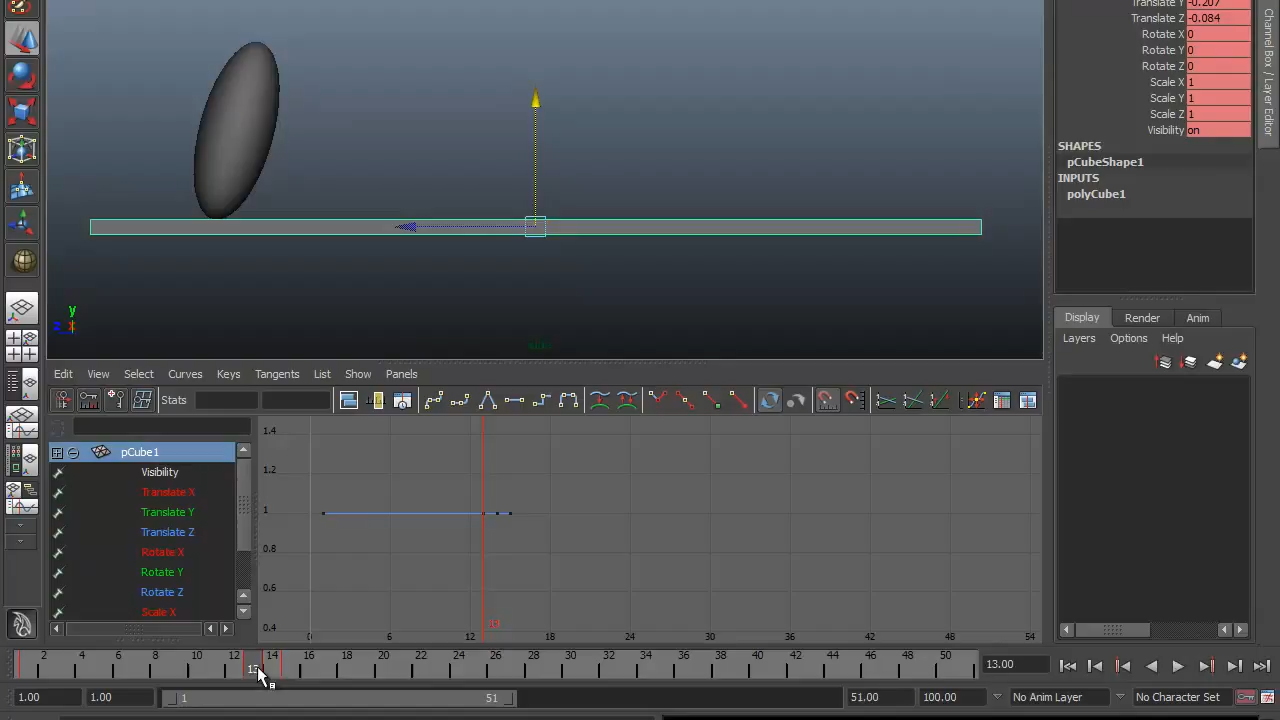 Translate Y -0.207
Translate Z -0.084
Rotate X 0
Rotate Y 0
Rotate Z 0
Scale X 1
Scale Y 1
Scale Z 1
Visibility on
SHAPES
pCubeShape1
INPUTS
polyCube1
Channel Box / Layer Editor
y
z x
Display Render Anim
Layers Options Help
Edit View Select Curves Keys Tangents List Show Panels
Stats
pCube1
Visibility
Translate X
Translate Y
Translate Z
Rotate X
Rotate Y
Rotate Z
Scale X
1.4
1.2
1
0.8
0.6
0.4
0 6 12 18 24 30 36 42 48 54
2 4 6 8 10 12 14 16 18 20 22 24 26 28 30 32 34 36 38 40 42 44 46 48 50
13
13.00
1.00 1.00 1 51 51.00 100.00 No Anim Layer No Character Set